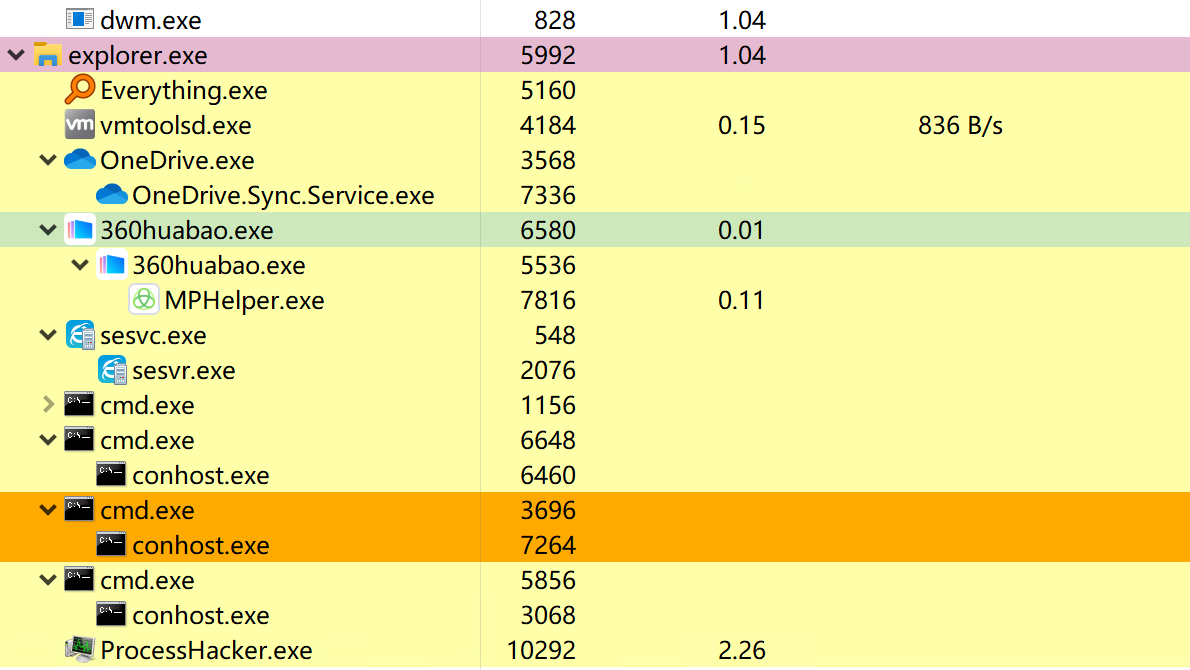 dwm.exe 828 1.04
explorer.exe 5992 1.04
Everything.exe 5160
vm vmtoolsd.exe 4184 0.15 836 B/s
OneDrive.exe 3568
OneDrive.Sync.Service.exe 7336
360huabao.exe 6580 0.01
360huabao.exe 5536
MPHelper.exe 7816 0.11
sesvc.exe 548
sesvr.exe 2076
cmd.exe 1156
cmd.exe 6648
conhost.exe 6460
cmd.exe 3696
conhost.exe 7264
cmd.exe 5856
conhost.exe 3068
ProcessHacker.exe 10292 2.26